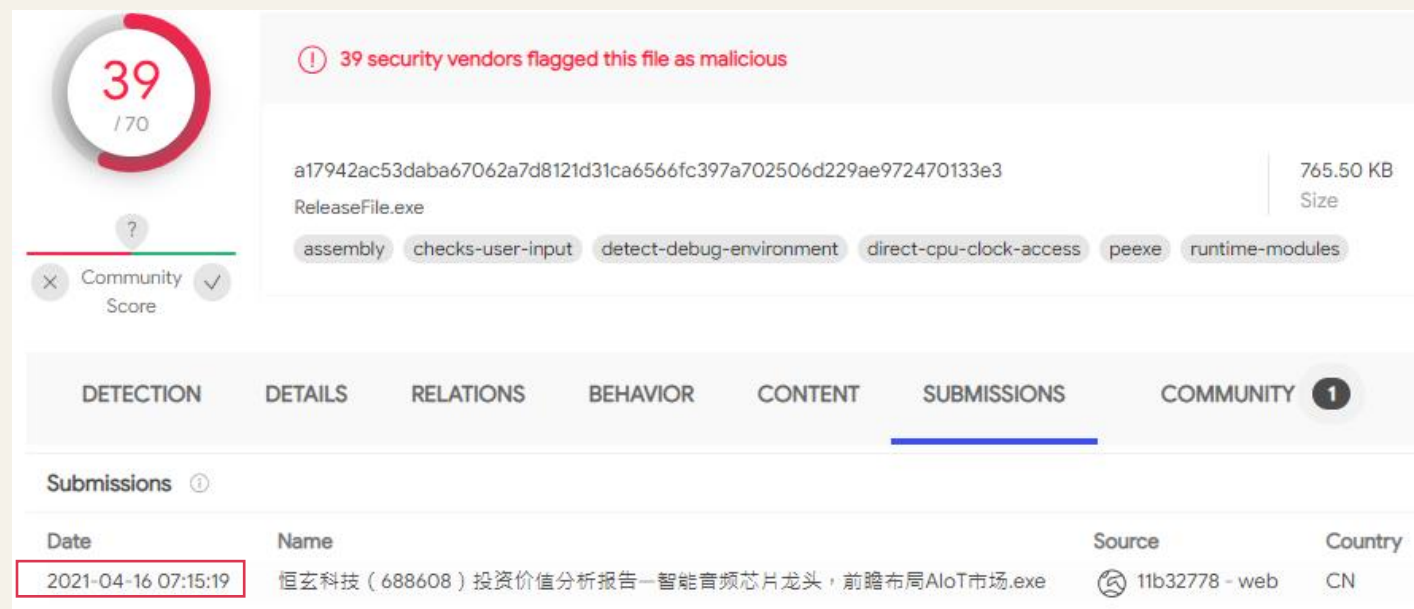 39
/ 70
39 security vendors flagged this file as malicious
a17942ac53daba67062a7d8121d31ca6566fc397a702506d229ae972470133e3
765.50 KB
Size
ReleaseFile.exe
assembly checks-user-input detect-debug-environment direct-cpu-clock-access peexe runtime-modules
?
Community
Score
DETECTION DETAILS RELATIONS BEHAVIOR CONTENT SUBMISSIONS COMMUNITY 1
Submissions
Date Name Source Country
2021-04-16 07:15:19 恒玄科技（688608）投资价值分析报告—智能音频芯片龙头，前瞻布局AIoT市场.exe 11b32778 - web CN